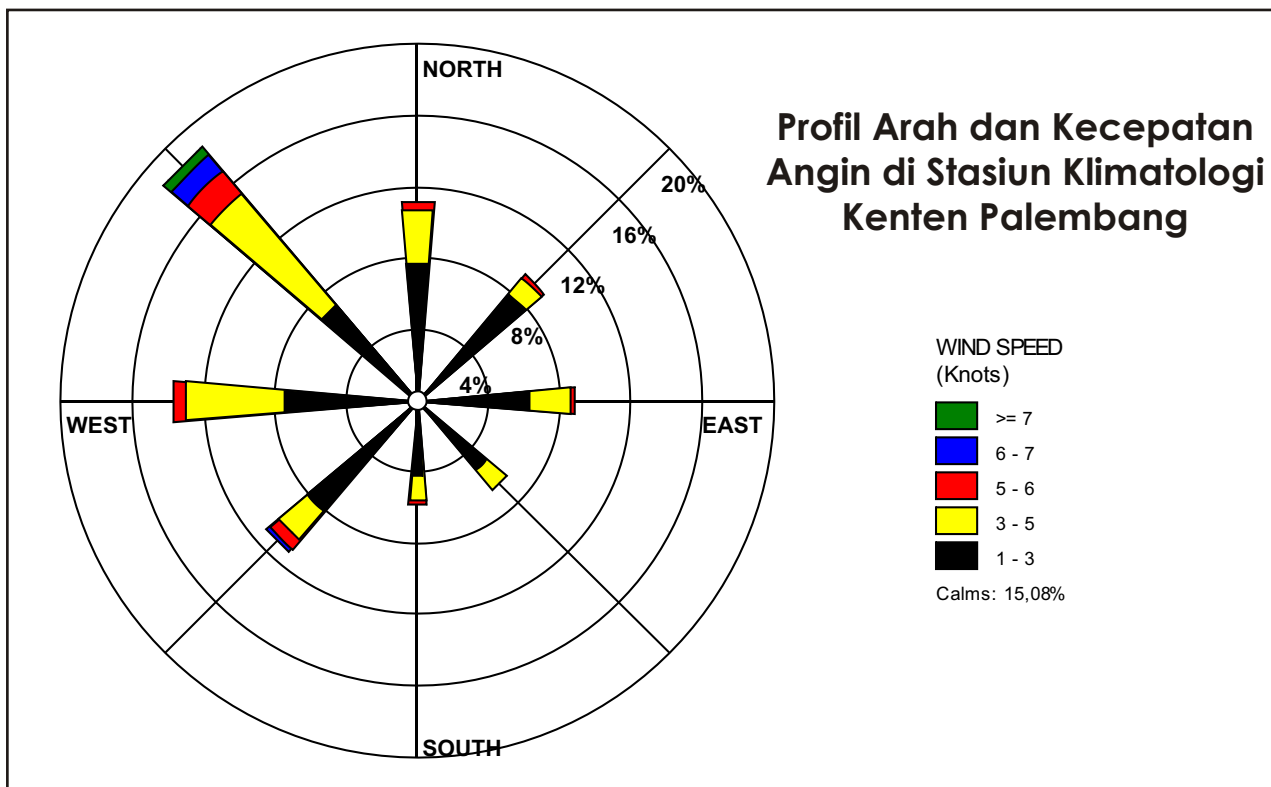 Profil Arah dan Kecepatan
Angin di Stasiun Klimatologi
Kenten Palembang
NORTH
20%
16%
12%
8%
4%
WEST
EAST
SOUTH
WIND SPEED
(Knots)
>= 7
6 - 7
5 - 6
3 - 5
1 - 3
Calms: 15,08%